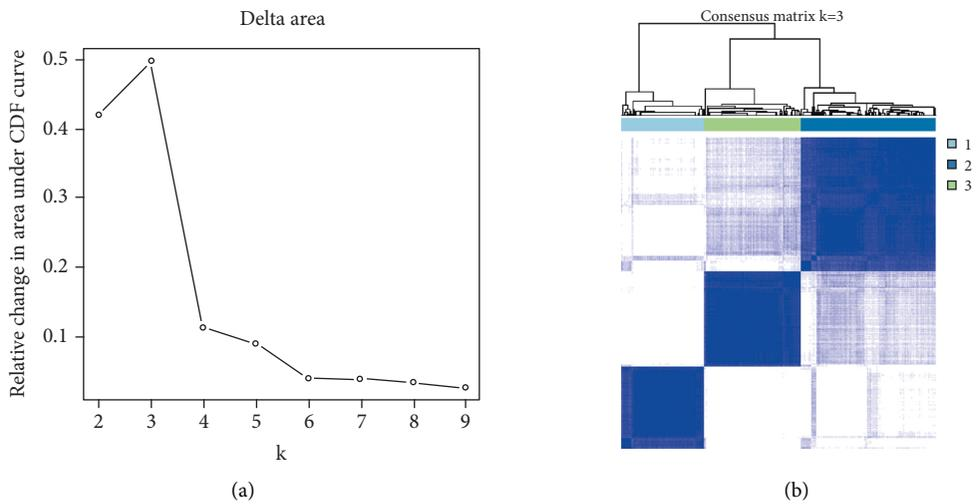 Delta area
Relative change in area under CDF curve
0.5
0.4
0.3
0.2
0.1
2 3 4 5 6 7 8 9
k
(a)
Consensus matrix k=3
1
2
3
(b)